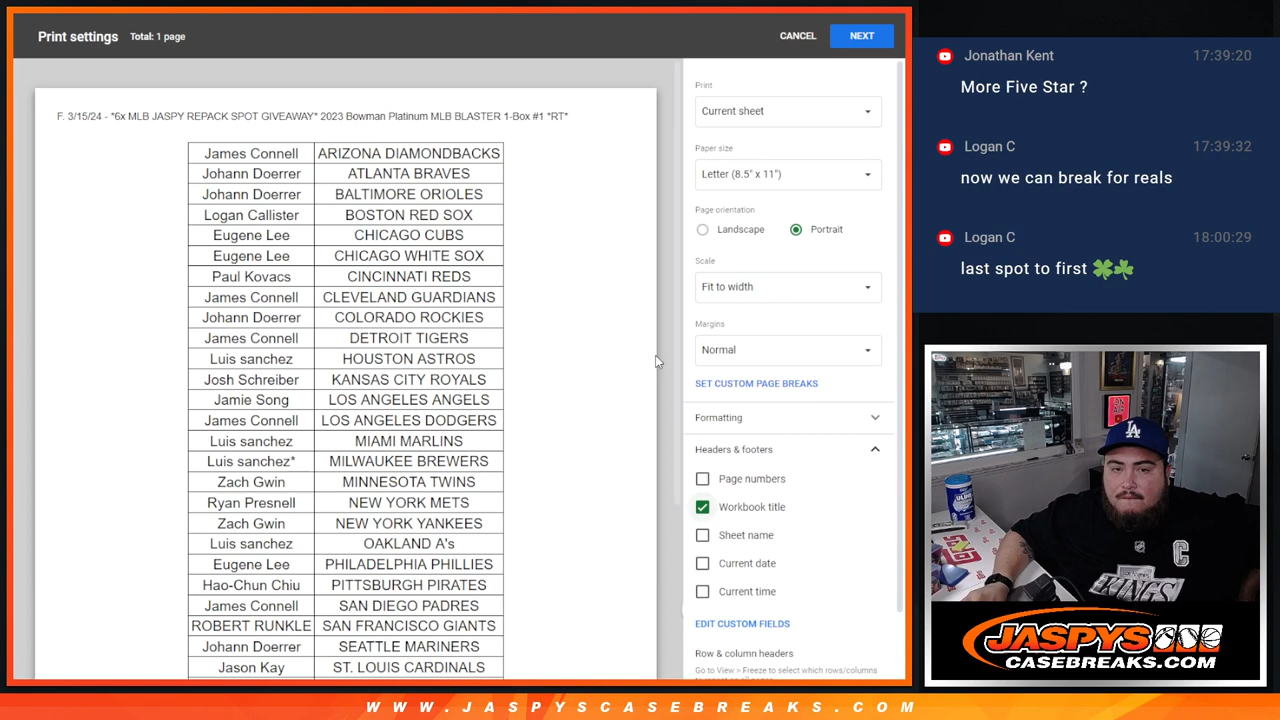 Print settings Total: 1 page CANCEL NEXT
F. 3/15/24 - *6x MLB JASPY REPACK SPOT GIVEAWAY* 2023 Bowman Platinum MLB BLASTER 1-Box #1 *RT*
James Connell ARIZONA DIAMONDBACKS
Johann Doerrer ATLANTA BRAVES
Johann Doerrer BALTIMORE ORIOLES
Logan Callister BOSTON RED SOX
Eugene Lee CHICAGO CUBS
Eugene Lee CHICAGO WHITE SOX
Paul Kovacs CINCINNATI REDS
James Connell CLEVELAND GUARDIANS
Johann Doerrer COLORADO ROCKIES
James Connell DETROIT TIGERS
Luis sanchez HOUSTON ASTROS
Josh Schreiber KANSAS CITY ROYALS
Jamie Song LOS ANGELES ANGELS
James Connell LOS ANGELES DODGERS
Luis sanchez MIAMI MARLINS
Luis sanchez* MILWAUKEE BREWERS
Zach Gwin MINNESOTA TWINS
Ryan Presnell NEW YORK METS
Zach Gwin NEW YORK YANKEES
Luis sanchez OAKLAND A's
Eugene Lee PHILADELPHIA PHILLIES
Hao-Chun Chiu PITTSBURGH PIRATES
James Connell SAN DIEGO PADRES
ROBERT RUNKLE SAN FRANCISCO GIANTS
Johann Doerrer SEATTLE MARINERS
Jason Kay ST. LOUIS CARDINALS
Print
Current sheet
Paper size
Letter (8.5" x 11")
Page orientation
Landscape Portrait
Scale
Fit to width
Margins
Normal
SET CUSTOM PAGE BREAKS
Formatting
Headers & footers
Page numbers
Workbook title
Sheet name
Current date
Current time
EDIT CUSTOM FIELDS
Row & column headers
Go to View > Freeze to select which rows/columns
Jonathan Kent 17:39:20
More Five Star ?
Logan C 17:39:32
now we can break for reals
Logan C 18:00:29
last spot to first 🍀☘
KINGS
JASPYS
CASEBREAKS.COM
WWW.JASPYSCASEBREAKS.COM